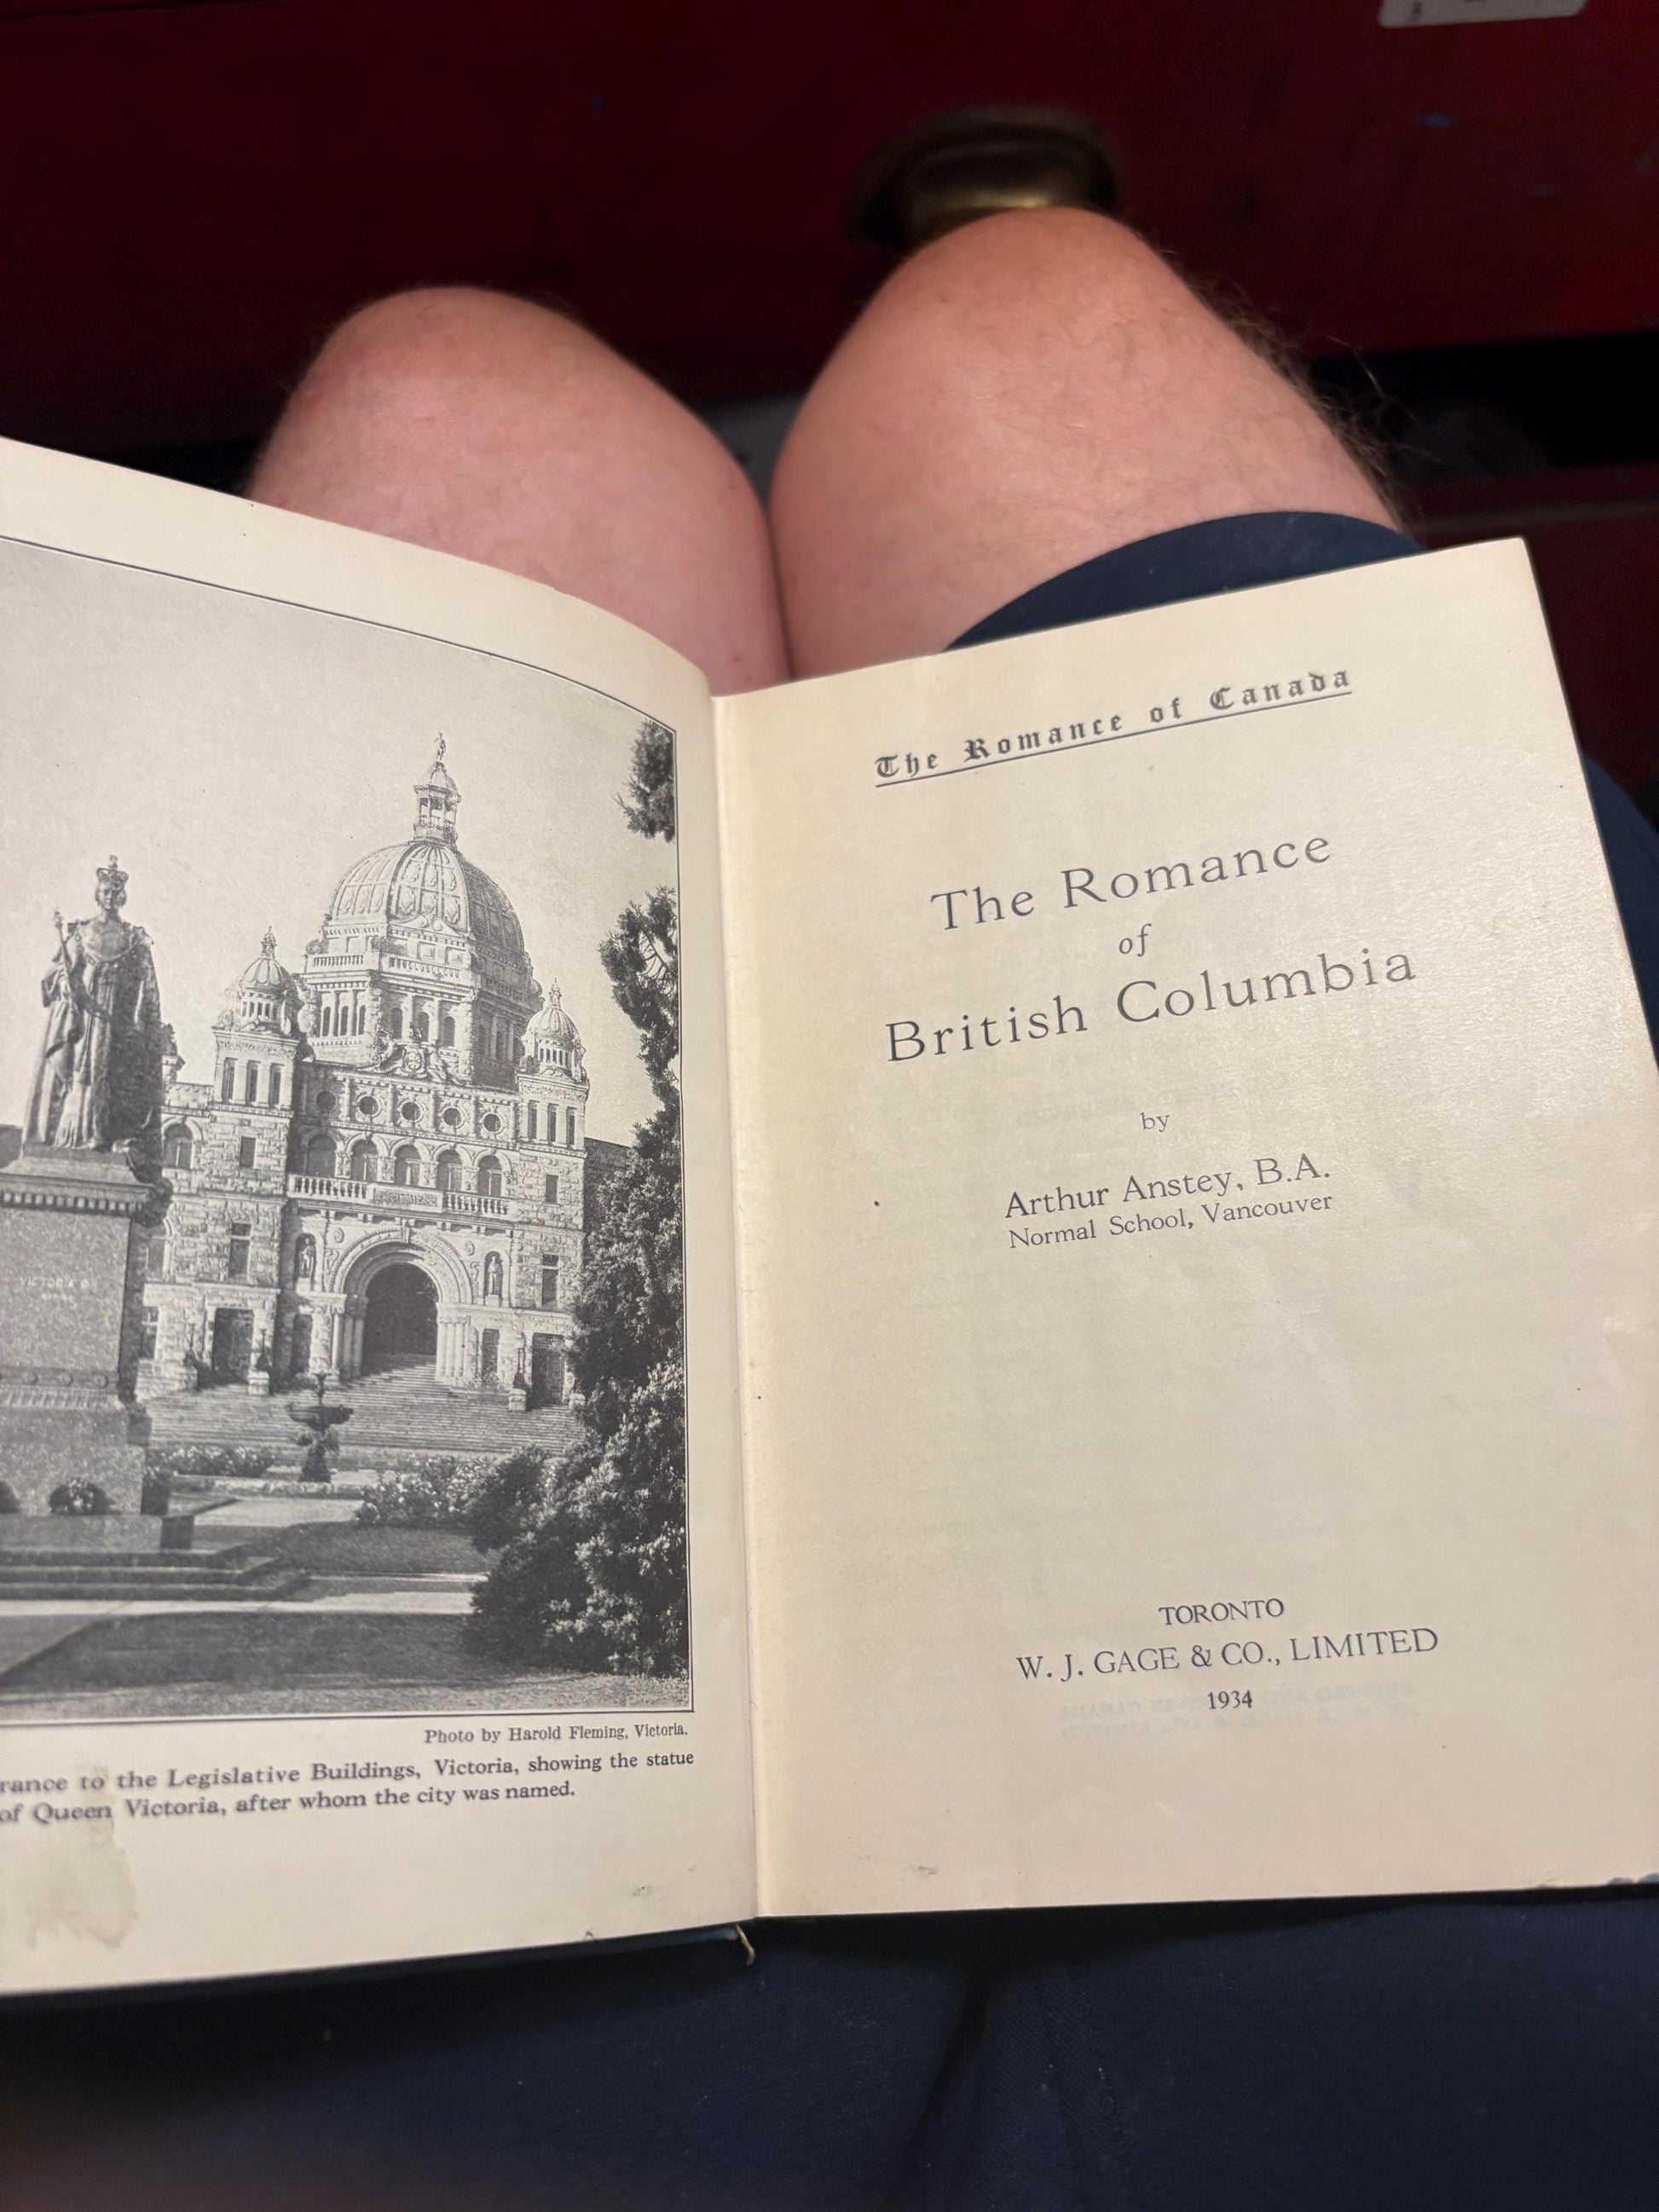 Photo by Harold Fleming, Victoria.
rance to the Legislative Buildings, Victoria, showing the statue
of Queen Victoria, after whom the city was named.
The Romance of Canada
The Romance
of
British Columbia
by
Arthur Anstey, B.A.
Normal School, Vancouver
TORONTO
W. J. GAGE & CO., LIMITED
1934